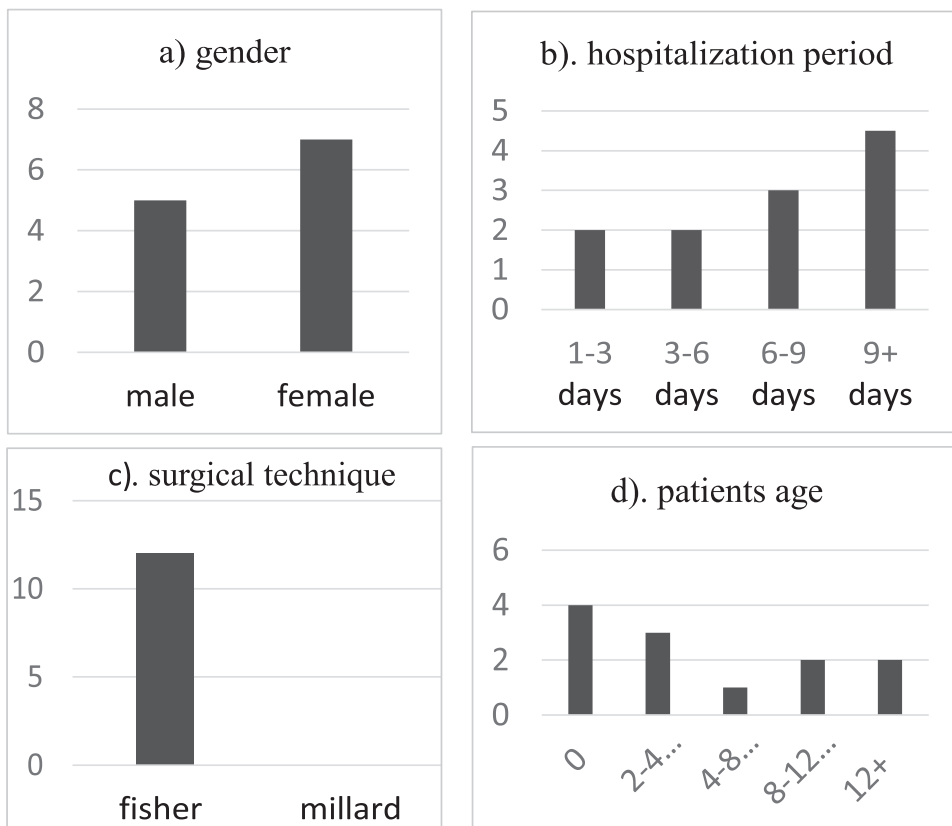 a) gender
8
6
4
2
0
male female
b). hospitalization period
5
4
3
2
1
0
1-3 3-6 6-9 9+
days days days days
c). surgical technique
15
10
5
0
fisher millard
d). patients age
6
4
2
0
0 2-4... 4-8... 8-12... 12+